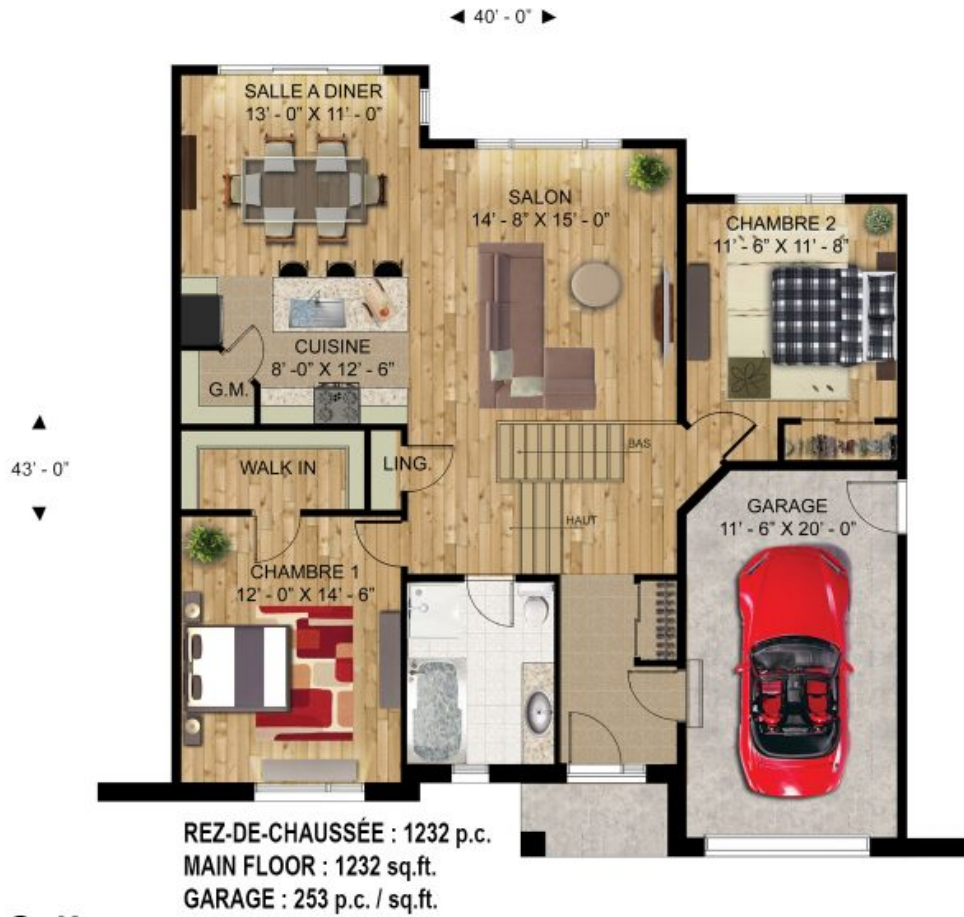 40' - 0"
SALLE A DINER
13' - 0" X 11' - 0"
SALON
14' - 8" X 15' - 0"
CHAMBRE 2
11' - 6" X 11' - 8"
CUISINE
8' -0" X 12' - 6"
G.M.
43' - 0"
WALK IN
LING.
BAS
HAUT
GARAGE
11' - 6" X 20' - 0"
CHAMBRE 1
12' - 0" X 14' - 6"
REZ-DE-CHAUSSÉE : 1232 p.c.
MAIN FLOOR : 1232 sq.ft.
GARAGE : 253 p.c. / sq.ft.